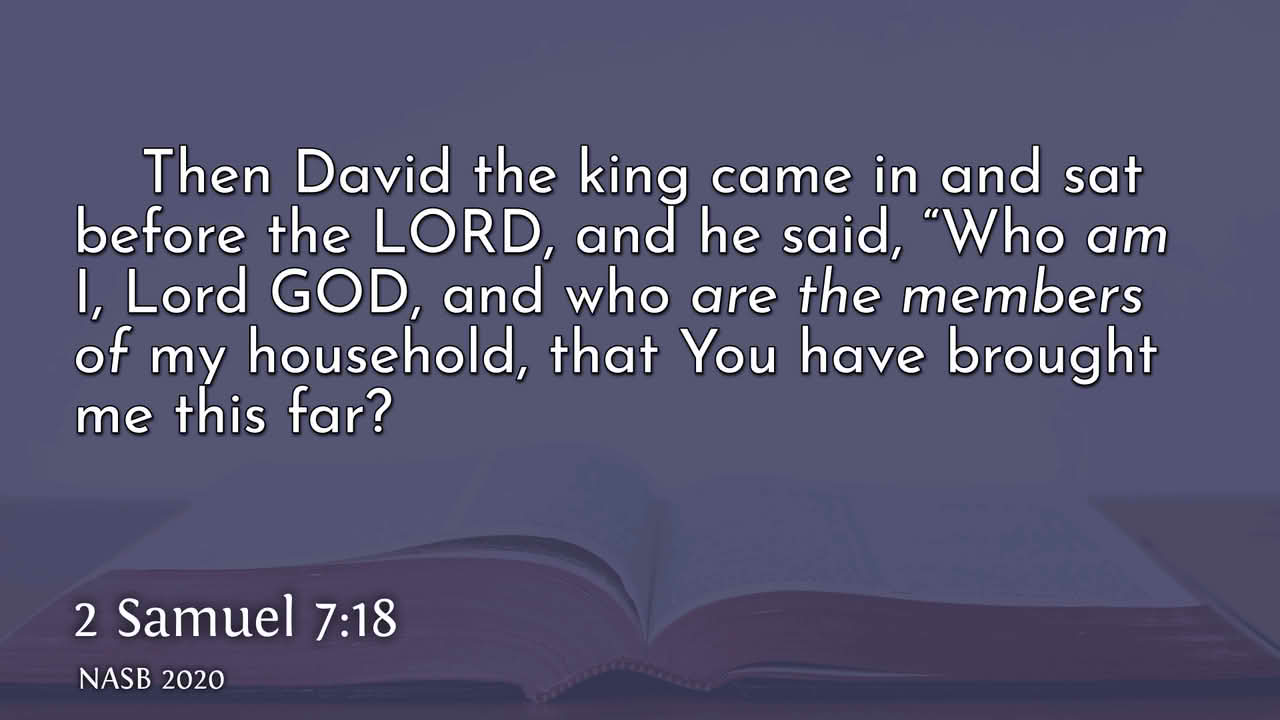 Then David the king came in and sat
before the LORD, and he said, “Who am
I, Lord GOD, and who are the members
of my household, that You have brought
me this far?
2 Samuel 7:18
NASB 2020